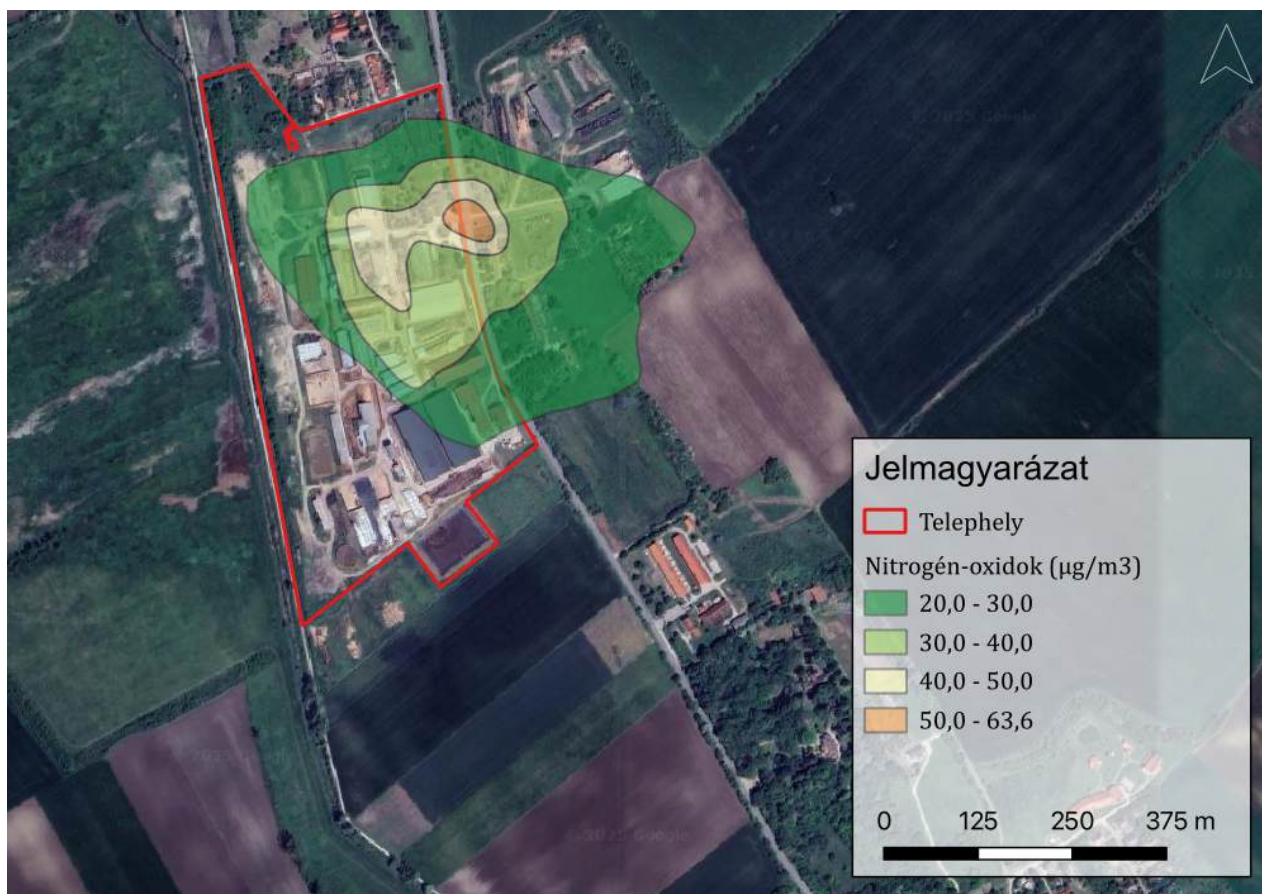 Jelmagyarázat
Telephely
Nitrogén-oxidok (µg/m3)
20,0 - 30,0
30,0 - 40,0
40,0 - 50,0
50,0 - 63,6
0 125 250 375 m